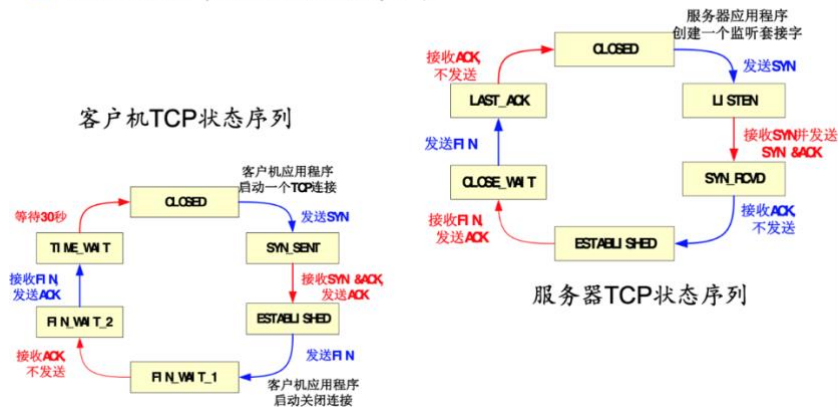 客户机TCP状态序列
客户机应用程序
启动一个TCP连接
CLOSED
发送SYN
SYN_SENT
接收SYN &ACK,
发送ACK
ESTABLISHED
发送FIN
客户机应用程序
启动关闭连接
FIN_WAIT_1
接收ACK,
不发送
FIN_WAIT_2
接收FIN,
发送ACK
TIME_WAIT
等待30秒
服务器应用程序
创建一个监听套接字
CLOSED
发送SYN
LISTEN
接收SYN并发送
SYN &ACK
SYN_RCVD
接收ACK,
不发送
ESTABLISHED
接收FIN,
发送ACK
CLOSE_WAIT
发送FIN
LAST_ACK
接收ACK,
不发送
服务器TCP状态序列